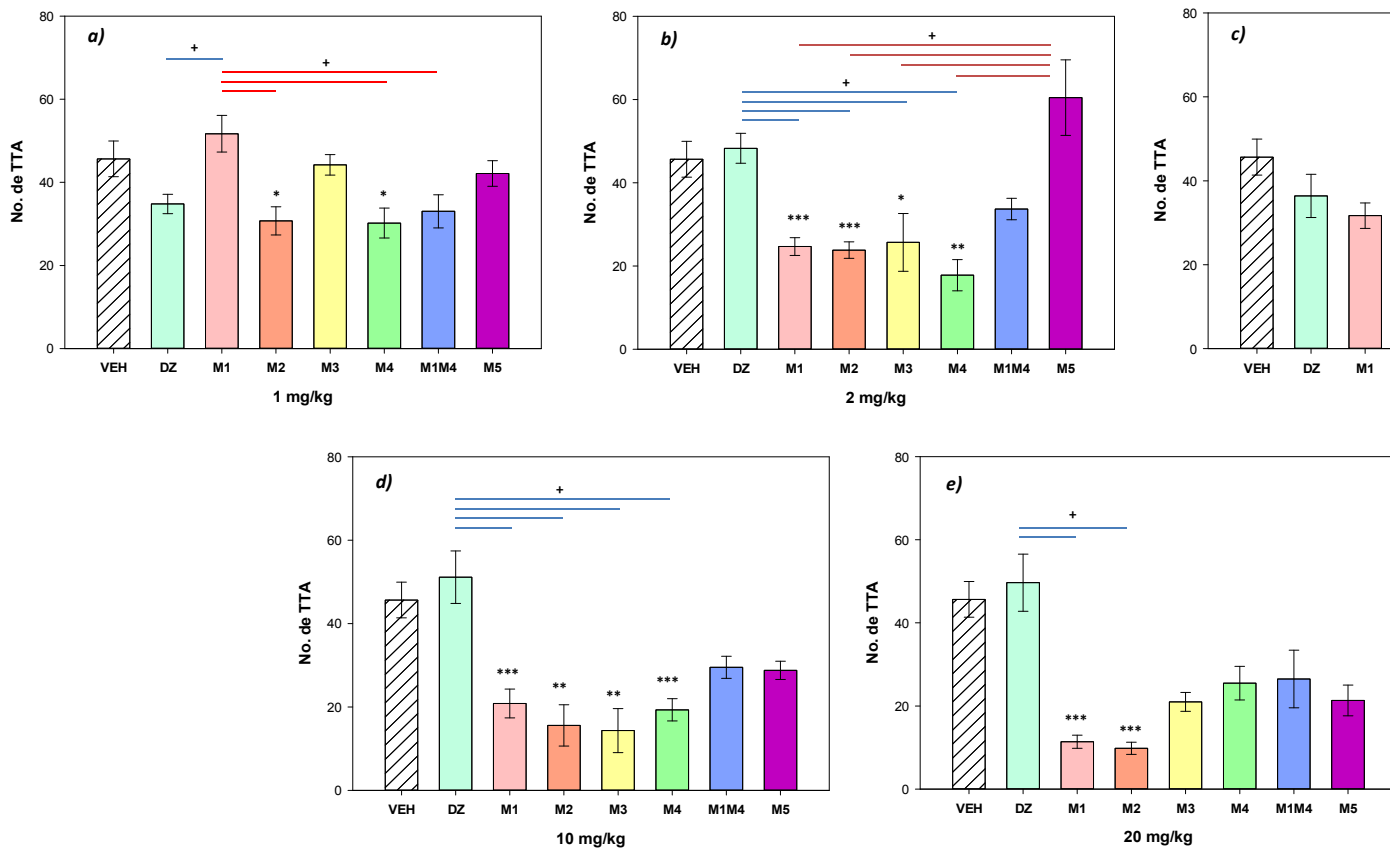 a)
No. de TTA
80
60
40
20
0
+
+
*
*
VEH DZ M1 M2 M3 M4 M1M4 M5
1 mg/kg
b)
No. de TTA
80
60
40
20
0
+
+
***
***
*
**
VEH DZ M1 M2 M3 M4 M1M4 M5
2 mg/kg
c)
No. de TTA
80
60
40
20
0
VEH DZ M1
d)
No. de TTA
80
60
40
20
0
+
***
**
**
***
VEH DZ M1 M2 M3 M4 M1M4 M5
10 mg/kg
e)
No. de TTA
80
60
40
20
0
+
***
***
VEH DZ M1 M2 M3 M4 M1M4 M5
20 mg/kg